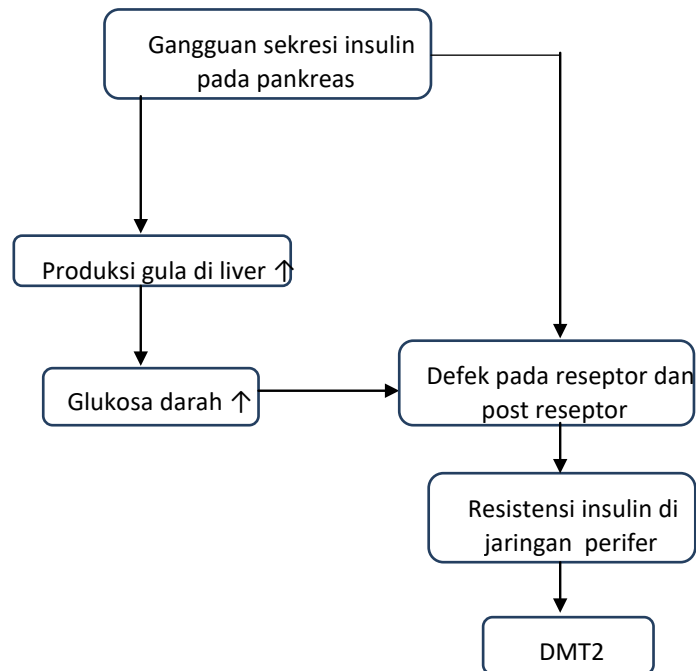 Gangguan sekresi insulin
pada pankreas
Produksi gula di liver ↑
Glukosa darah ↑
Defek pada reseptor dan
post reseptor
Resistensi insulin di
jaringan perifer
DMT2